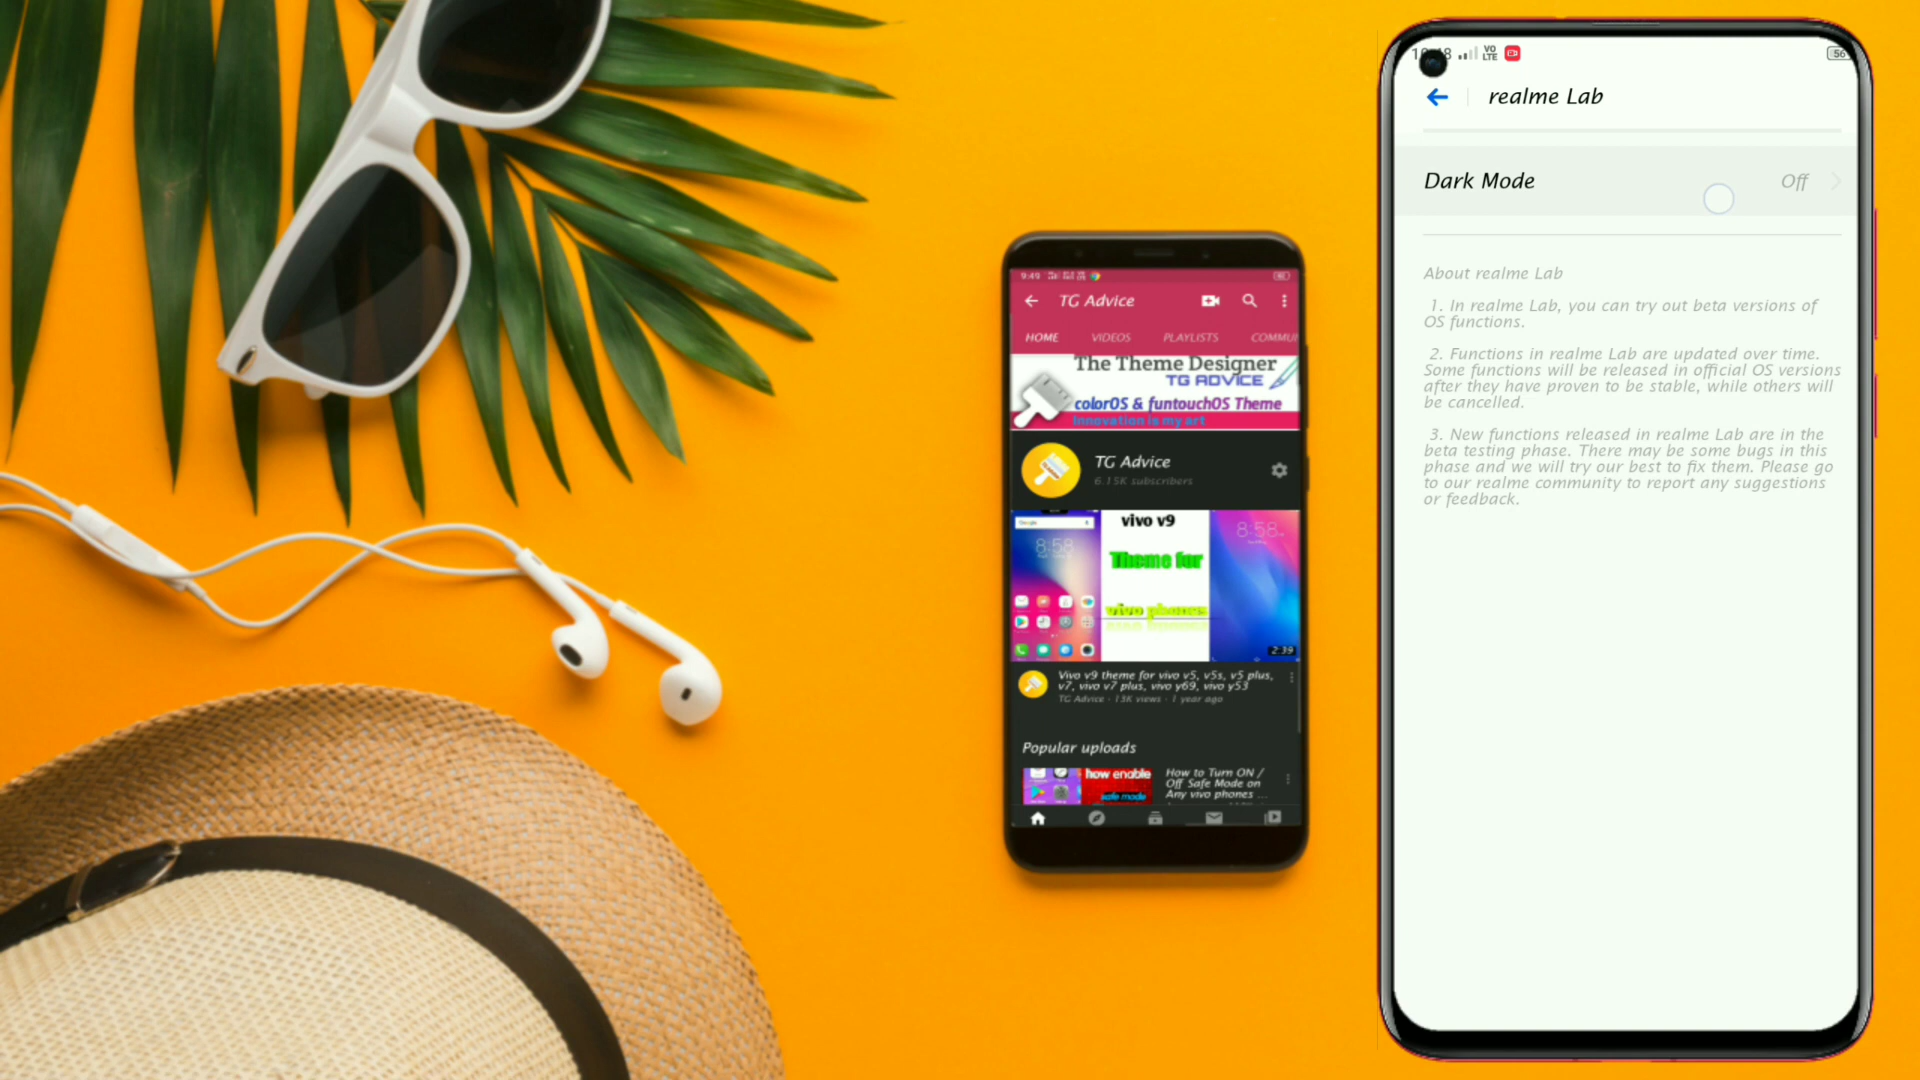 9:49
TG Advice
HOME VIDEOS PLAYLISTS COMMU
The Theme Designer
TG ADVICE
colorOS & funtouchOS Theme
Innovation is my art
TG Advice
6.15K subscribers
Google
8:58
vivo v9
Theme for
vivo phones
8:58
2:39
Vivo v9 theme for vivo v5, v5s, v5 plus,
v7, vivo v7 plus, vivo y69, vivo y53
TG Advice · 13K views · 1 year ago
Popular uploads
how enable
safe mode
How to Turn ON /
Off Safe Mode on
Any vivo phones ...
VO
LTE
56
realme Lab
Dark Mode Off
About realme Lab
1. In realme Lab, you can try out beta versions of
OS functions.
2. Functions in realme Lab are updated over time.
Some functions will be released in official OS versions
after they have proven to be stable, while others will
be cancelled.
3. New functions released in realme Lab are in the
beta testing phase. There may be some bugs in this
phase and we will try our best to fix them. Please go
to our realme community to report any suggestions
or feedback.